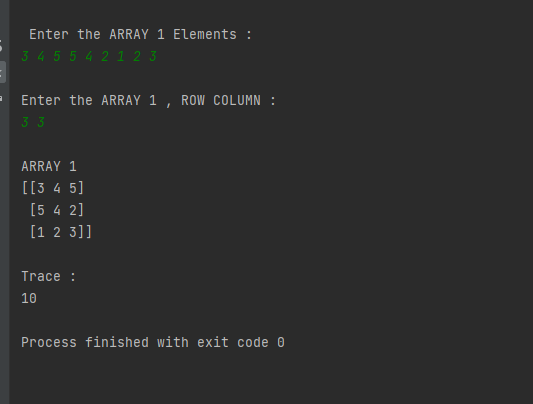 Enter the ARRAY 1 Elements :
3 4 5 5 4 2 1 2 3
Enter the ARRAY 1 , ROW COLUMN :
3 3
ARRAY 1
[[3 4 5]
[5 4 2]
[1 2 3]]
Trace :
10
Process finished with exit code 0